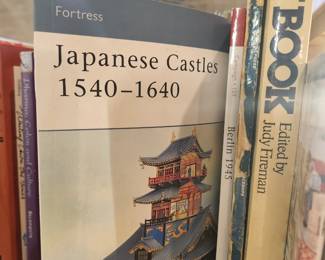 Fortress
Japanese Castles
1540–1640
Berlin 1945
BOOK
Edited by
Judy Fireman